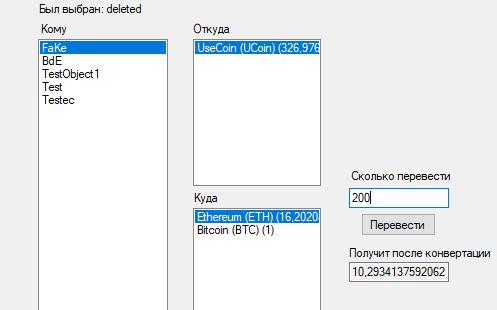 Был выбран: deleted
Кому
FaKe
BdE
TestObject1
Test
Testec
Откуда
UseCoin (UCoin) (326,976
Куда
Ethereum (ETH) (16,2020
Bitcoin (BTC) (1)
Сколько перевести
200
Перевести
Получит после конвертации
10,2934137592062